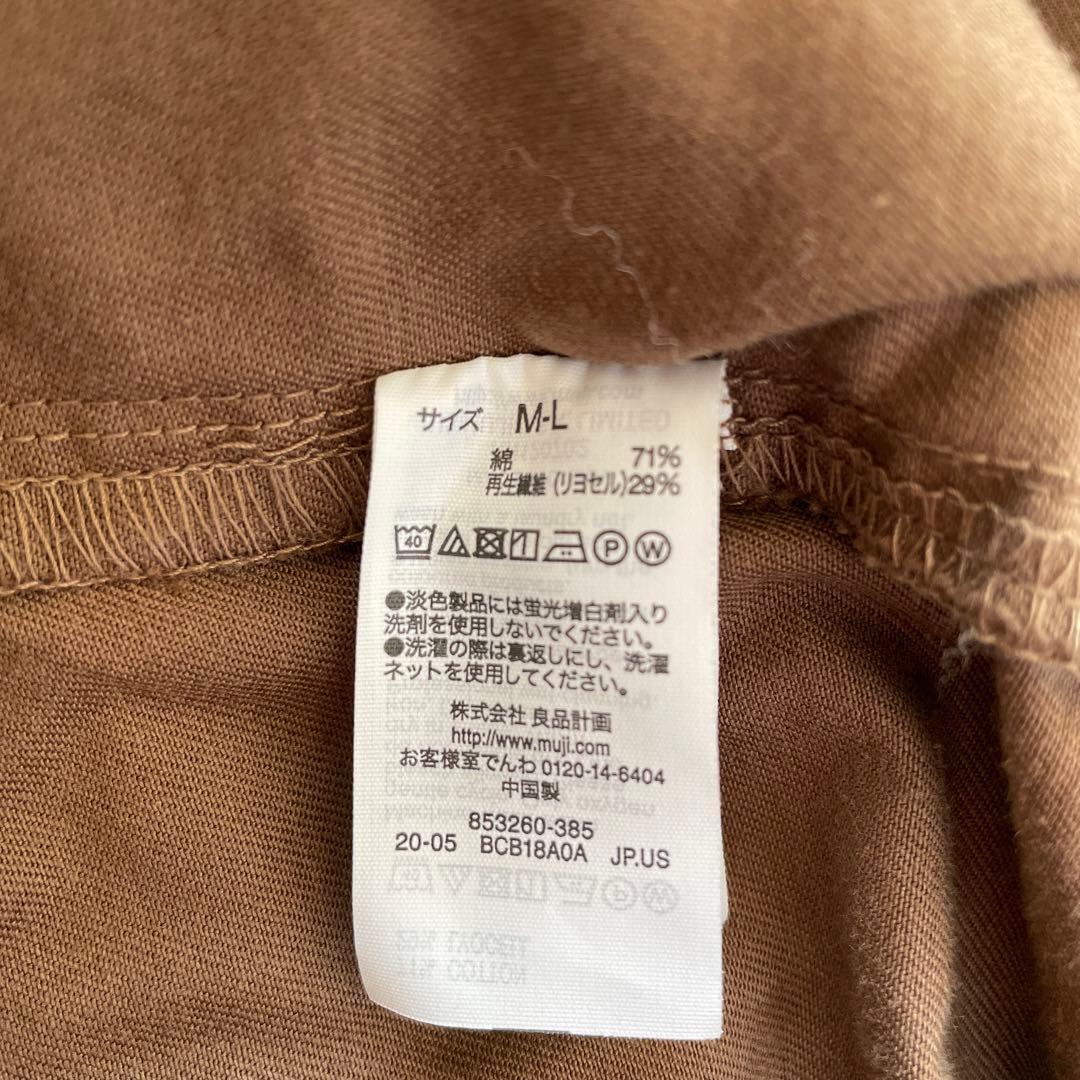 サイズ M-L
綿 71%
再生繊維 (リヨセル)29%
40 P W
●淡色製品には蛍光増白剤入り
洗剤を使用しないでください。
●洗濯の際は裏返しにし、洗濯
ネットを使用してください。
株式会社 良品計画
http://www.muji.com
お客様室でんわ 0120-14-6404
中国製
853260-385
20-05 BCB18A0A JP.US
29% LYOCELL
71% COTTON